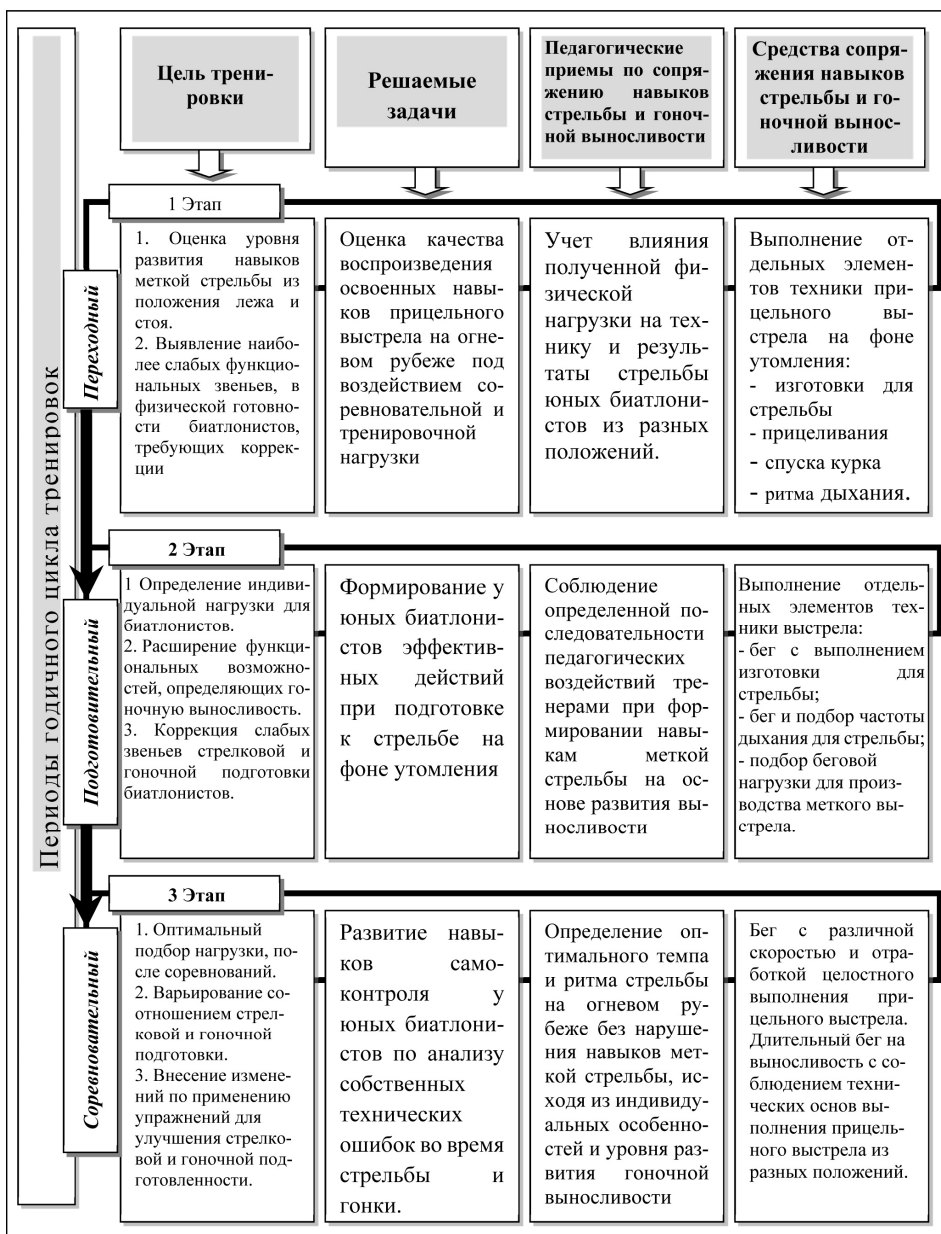 Цель трени-
ровки
Решаемые
задачи
Педагогические
приемы по сопря-
жению навыков
стрельбы и гоноч-
ной выносливости
Средства сопря-
жения навыков
стрельбы и го-
ночной вынос-
ливости
Периоды годичного цикла тренировок
1 Этап
Переходный
1. Оценка уровня
развития навыков
меткой стрельбы из
положения лежа и
стоя.
2. Выявление наибо-
лее слабых функцио-
нальных звеньев, в
физической готовно-
сти биатлонистов,
требующих коррек-
ции
Оценка качества
воспроизведения
освоенных навы-
ков прицельного
выстрела на огне-
вом рубеже под
воздействием со-
ревновательной и
тренировочной
нагрузки
Учет влияния
полученной фи-
зической
нагрузки на тех-
нику и резуль-
таты стрельбы
юных биатлони-
стов из разных
положений.
Выполнение от-
дельных элемен-
тов техники при-
цельного вы-
стрела на фоне
утомления:
- изготовки для
стрельбы
- прицеливания
- спуска курка
- ритма дыхания.
2 Этап
Подготовительный
1 Определение индиви-
дуальной нагрузки для
биатлонистов.
2. Расширение функци-
ональных возможно-
стей, определяющих го-
ночную выносливость.
3. Коррекция слабых
звеньев стрелковой и
гоночной подготовки
биатлонистов.
Формирование у
юных биатлони-
стов эффектив-
ных действий
при подготовке
к стрельбе на
фоне утомления
Соблюдение
определенной по-
следовательности
педагогических
воздействий тре-
нерами при фор-
мировании навы-
кам меткой
стрельбы на ос-
нове развития вы-
носливости
Выполнение отдель-
ных элементов тех-
ники выстрела:
- бег с выполнением
изготовки для
стрельбы;
- бег и подбор частоты
дыхания для стрельбы;
- подбор беговой
нагрузки для произ-
водства меткого вы-
стрела.
3 Этап
Соревновательный
1. Оптимальный
подбор нагрузки, по-
сле соревнований.
2. Варьирование со-
отношением стрел-
ковой и гоночной
подготовки.
3. Внесение измене-
ний по применению
упражнений для
улучшения стрелко-
вой и гоночной под-
готовленности.
Развитие навы-
ков само-
контроля у
юных биатлони-
стов по анализу
собственных
технических
ошибок во время
стрельбы и
гонки.
Определение оп-
тимального темпа
и ритма стрельбы
на огневом ру-
беже без наруше-
ния навыков мет-
кой стрельбы, ис-
ходя из индивиду-
альных особенно-
стей и уровня раз-
вития гоночной
выносливости
Бег с различной
скоростью и отра-
боткой целостного
выполнения при-
цельного выстрела.
Длительный бег на
выносливость с со-
блюдением техни-
ческих основ вы-
полнения прицель-
ного выстрела из
разных положений.